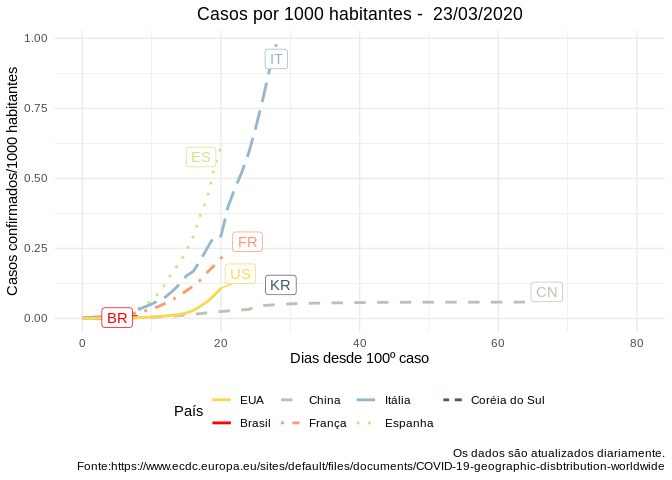 Casos por 1000 habitantes -  23/03/2020
Casos confirmados/1000 habitantes
1.00
0.75
0.50
0.25
0.00
IT
ES
FR
US
KR
CN
BR
0
20
40
60
80
Dias desde 100º caso
País
EUA
China
Itália
Coréia do Sul
Brasil
França
Espanha
Os dados são atualizados diariamente.
Fonte:https://www.ecdc.europa.eu/sites/default/files/documents/COVID-19-geographic-disbtribution-worldwide